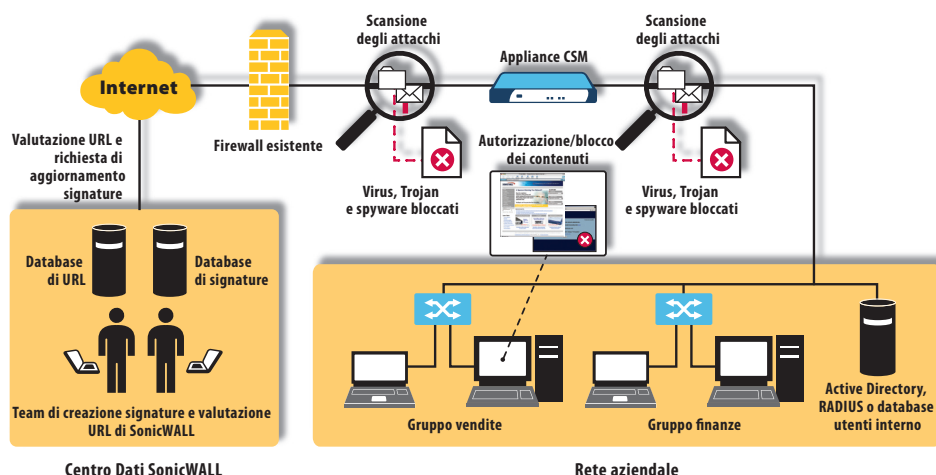 Scansione
degli attacchi
Appliance CSM
Scansione
degli attacchi
Internet
Firewall esistente
Valutazione URL e
richiesta di
aggiornamento
signature
Virus, Trojan
e spyware bloccati
Autorizzazione/blocco
dei contenuti
Virus, Trojan
e spyware bloccati
Database
di URL
Database
di signature
Team di creazione signature e valutazione
URL di SonicWALL
Gruppo vendite
Gruppo finanze
Active Directory,
RADIUS o database
utenti interno
Centro Dati SonicWALL
Rete aziendale